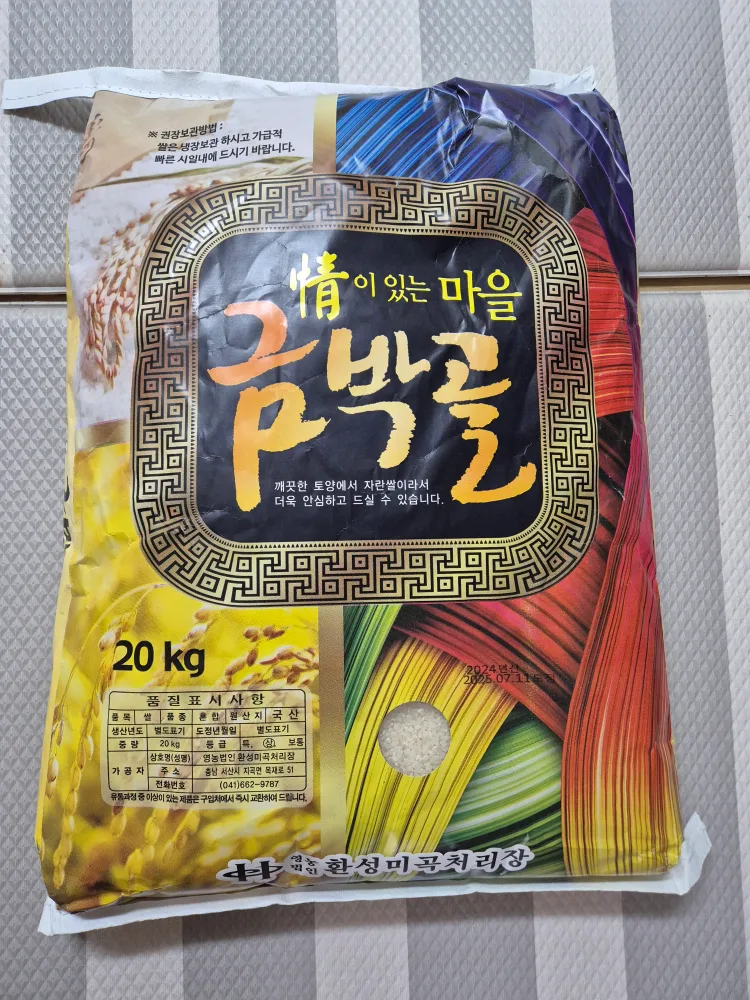 ※ 권장보관방법 :
쌀은 냉장보관 하시고 가급적
빠른 시일내에 드시기 바랍니다.
情이 있는 마을
금박골
깨끗한 토양에서 자란쌀이라서
더욱 안심하고 드실 수 있습니다.
20 kg
2024년산
2025.07.11도정
품질표시사항
품목 쌀 품종 혼합 원산지 국산
생산년도 별도표기 도정년월일 별도표기
중량 20 kg 등급 특, 상, 보통
가공자 상호명(성명) 영농법인 환성미곡처리장
주소 충남 서산시 지곡면 목재로 51
전화번호 (041)662-9787
유통과정 중 이상이 있는 제품은 구입처에서 즉시 교환하여 드립니다.
영농법인 환성미곡처리장